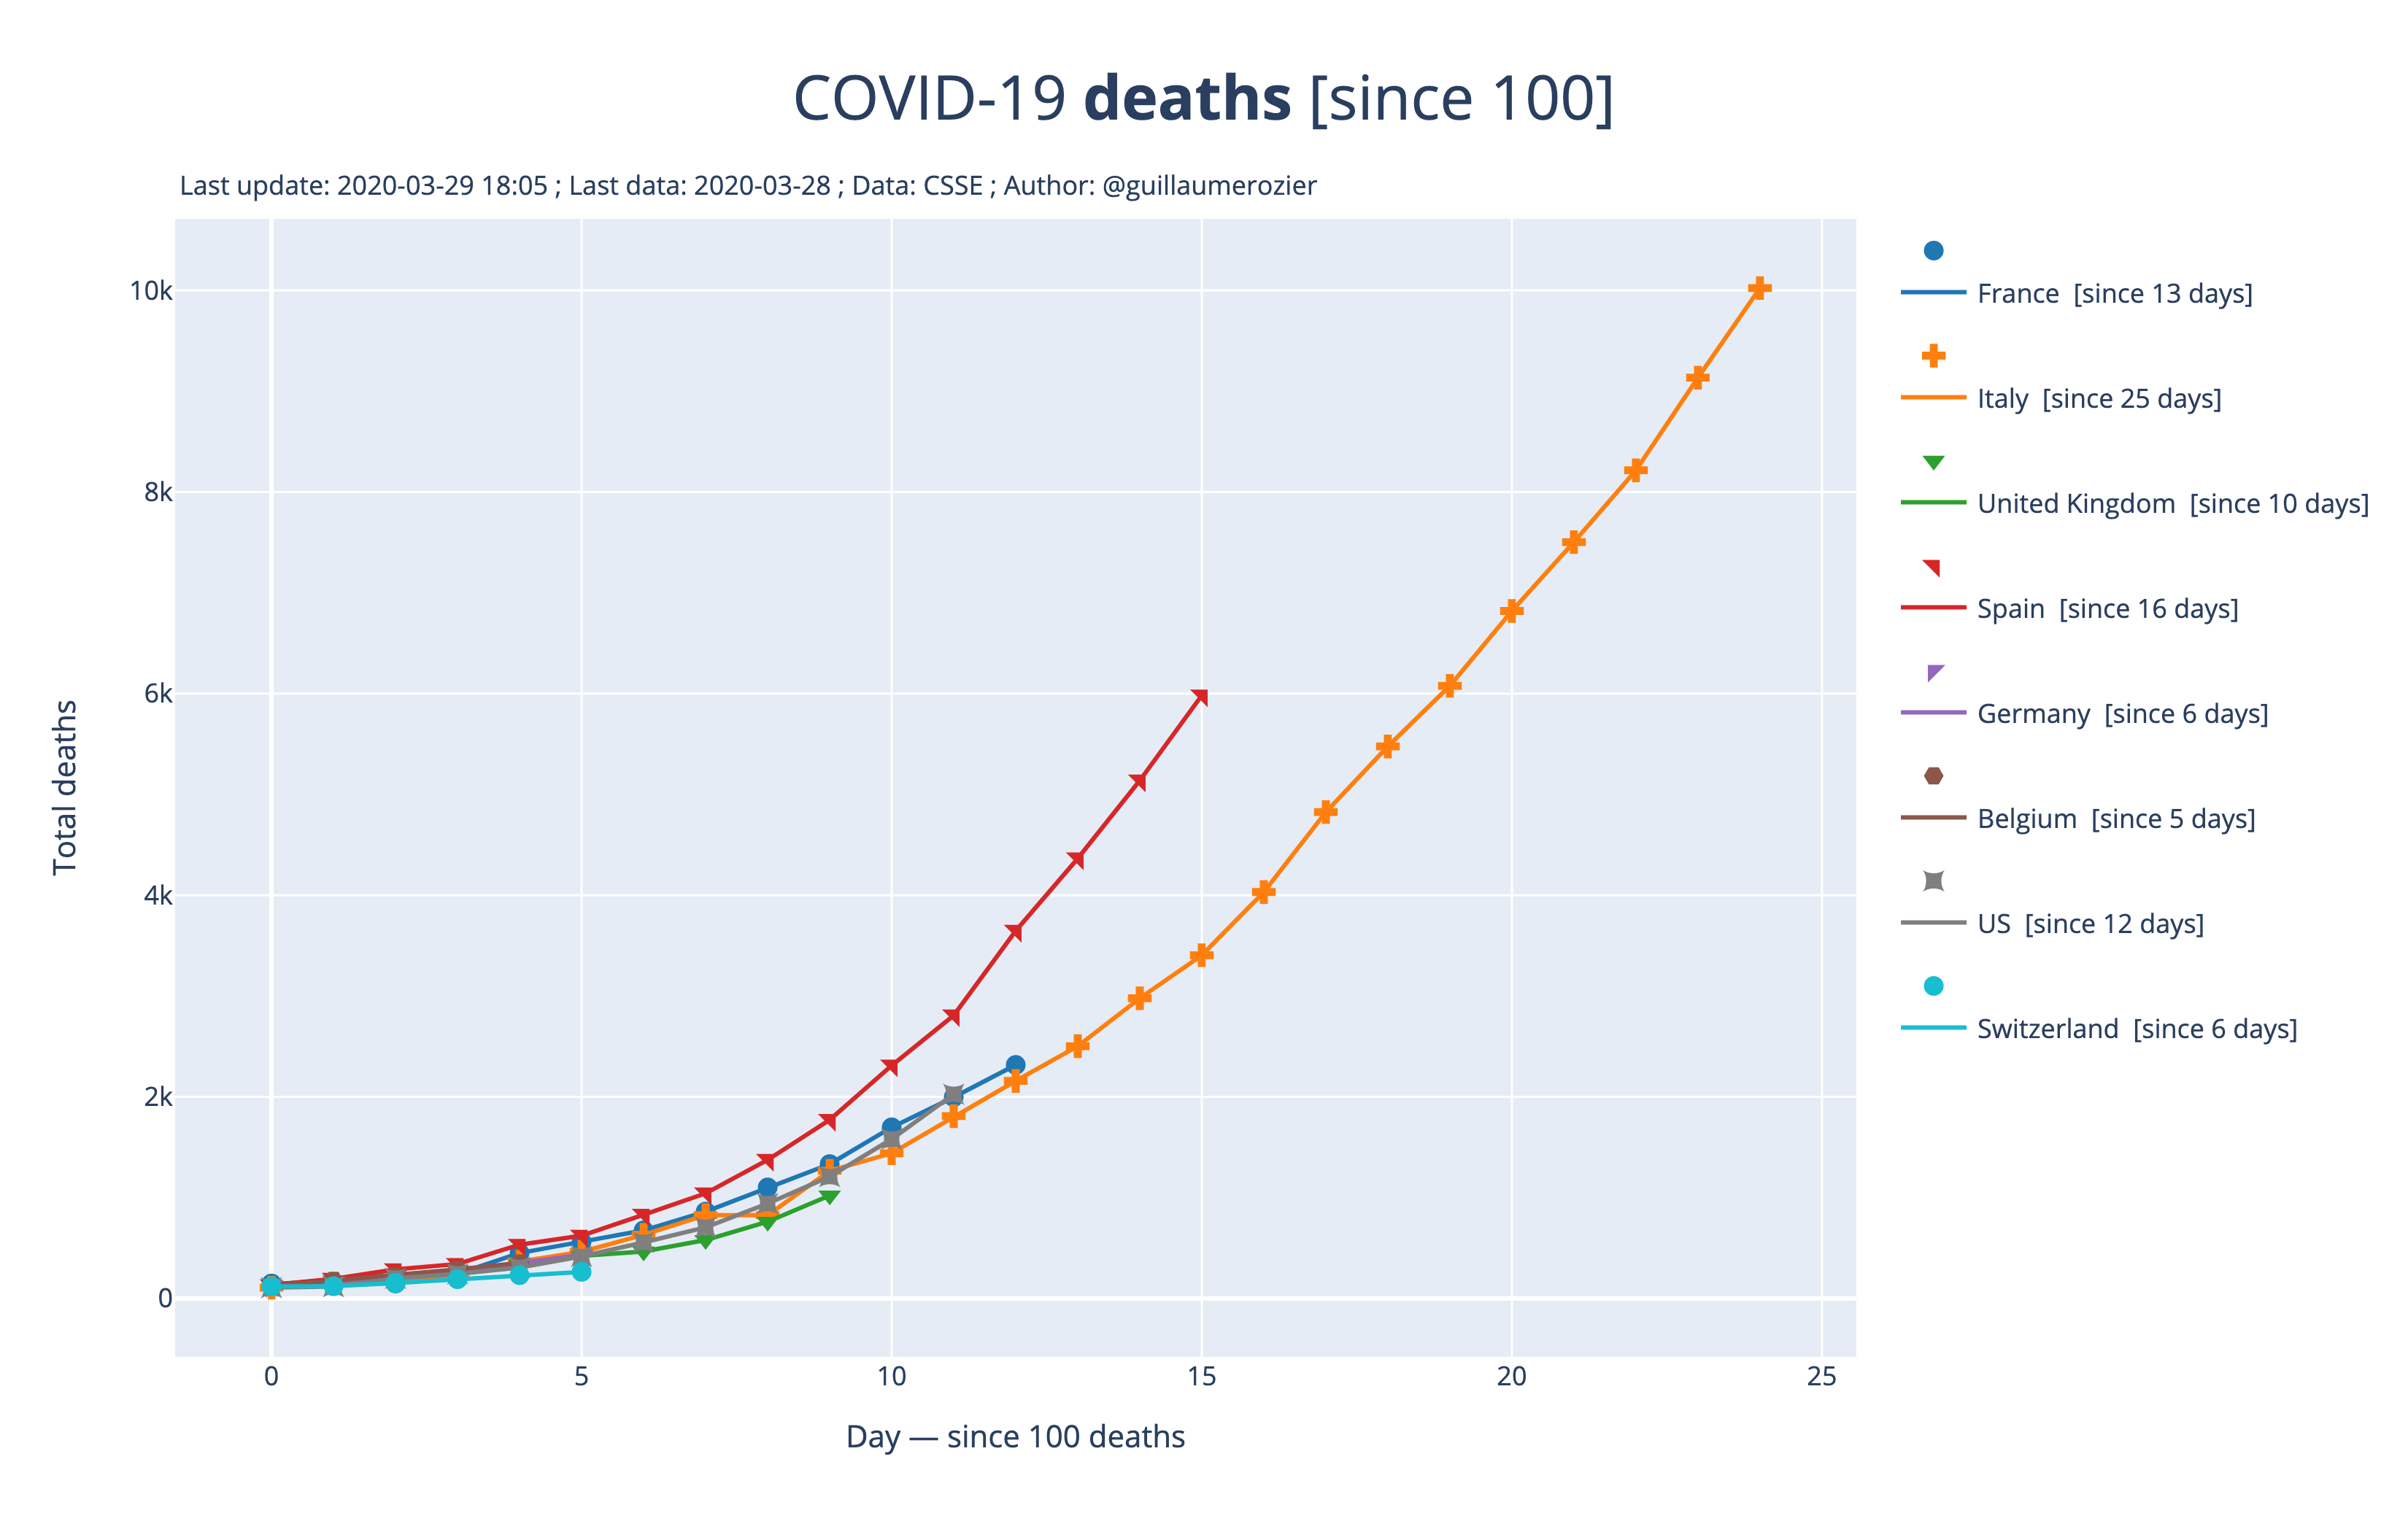 COVID-19 deaths [since 100]
Last update: 2020-03-29 18:05 ; Last data: 2020-03-28 ; Data: CSSE ; Author: @guillaumerozier
10k
8k
6k
4k
2k
0
Total deaths
0 5 10 15 20 25
Day — since 100 deaths
France [since 13 days]
Italy [since 25 days]
United Kingdom [since 10 days]
Spain [since 16 days]
Germany [since 6 days]
Belgium [since 5 days]
US [since 12 days]
Switzerland [since 6 days]